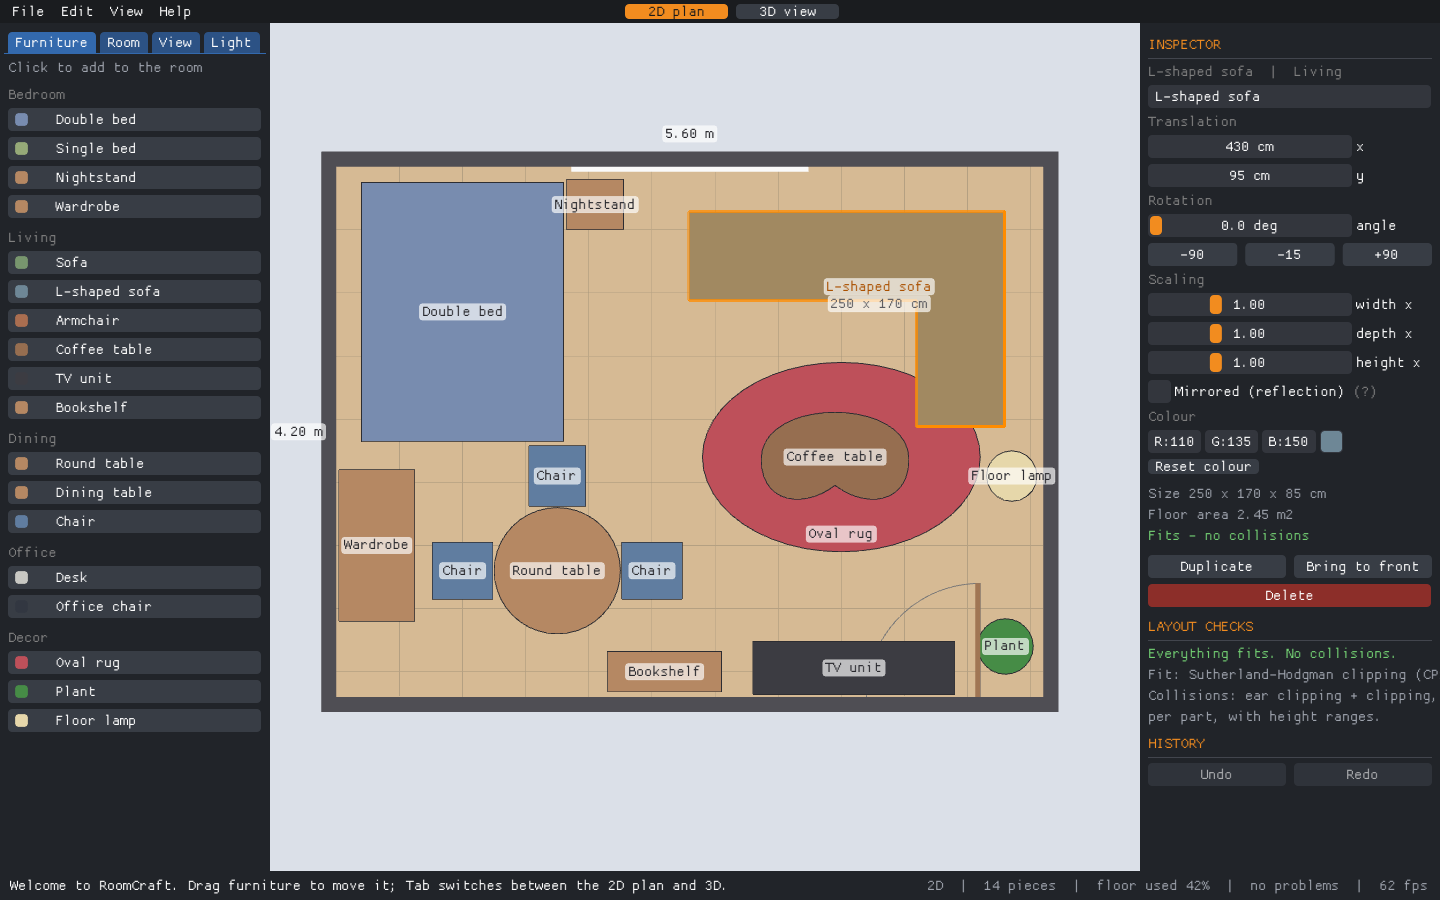 File Edit View Help
2D plan 3D view
Furniture Room View Light
Click to add to the room
Bedroom
Double bed
Single bed
Nightstand
Wardrobe
Living
Sofa
L-shaped sofa
Armchair
Coffee table
TV unit
Bookshelf
Dining
Round table
Dining table
Chair
Office
Desk
Office chair
Decor
Oval rug
Plant
Floor lamp
5.60 m
4.20 m
Nightstand
Double bed
L-shaped sofa
250 x 170 cm
Coffee table
Chair
Floor lamp
Oval rug
Wardrobe
Chair
Round table
Chair
Plant
Bookshelf
TV unit
INSPECTOR
L-shaped sofa | Living
L-shaped sofa
Translation
430 cm x
95 cm y
Rotation
0.0 deg angle
-90 -15 +90
Scaling
1.00 width x
1.00 depth x
1.00 height x
Mirrored (reflection) (?)
Colour
R:110 G:135 B:150
Reset colour
Size 250 x 170 x 85 cm
Floor area 2.45 m2
Fits - no collisions
Duplicate Bring to front
Delete
LAYOUT CHECKS
Everything fits. No collisions.
Fit: Sutherland-Hodgman clipping (CP
Collisions: ear clipping + clipping,
per part, with height ranges.
HISTORY
Undo Redo
Welcome to RoomCraft. Drag furniture to move it; Tab switches between the 2D plan and 3D.
2D | 14 pieces | floor used 42% | no problems | 62 fps